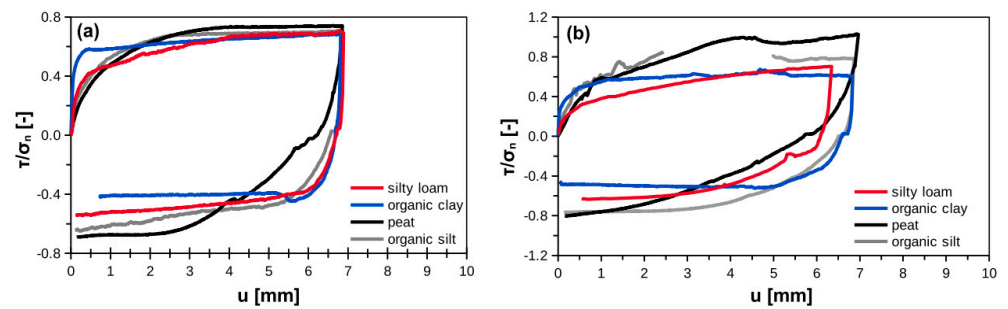 (a)
0.8
0.4
0.0
-0.4
-0.8
τ/σn [-]
silty loam
organic clay
peat
organic silt
0 1 2 3 4 5 6 7 8 9 10
u [mm]
(b)
1.2
0.8
0.4
0.0
-0.4
-0.8
-1.2
τ/σn [-]
silty loam
organic clay
peat
organic silt
0 1 2 3 4 5 6 7 8 9 10
u [mm]